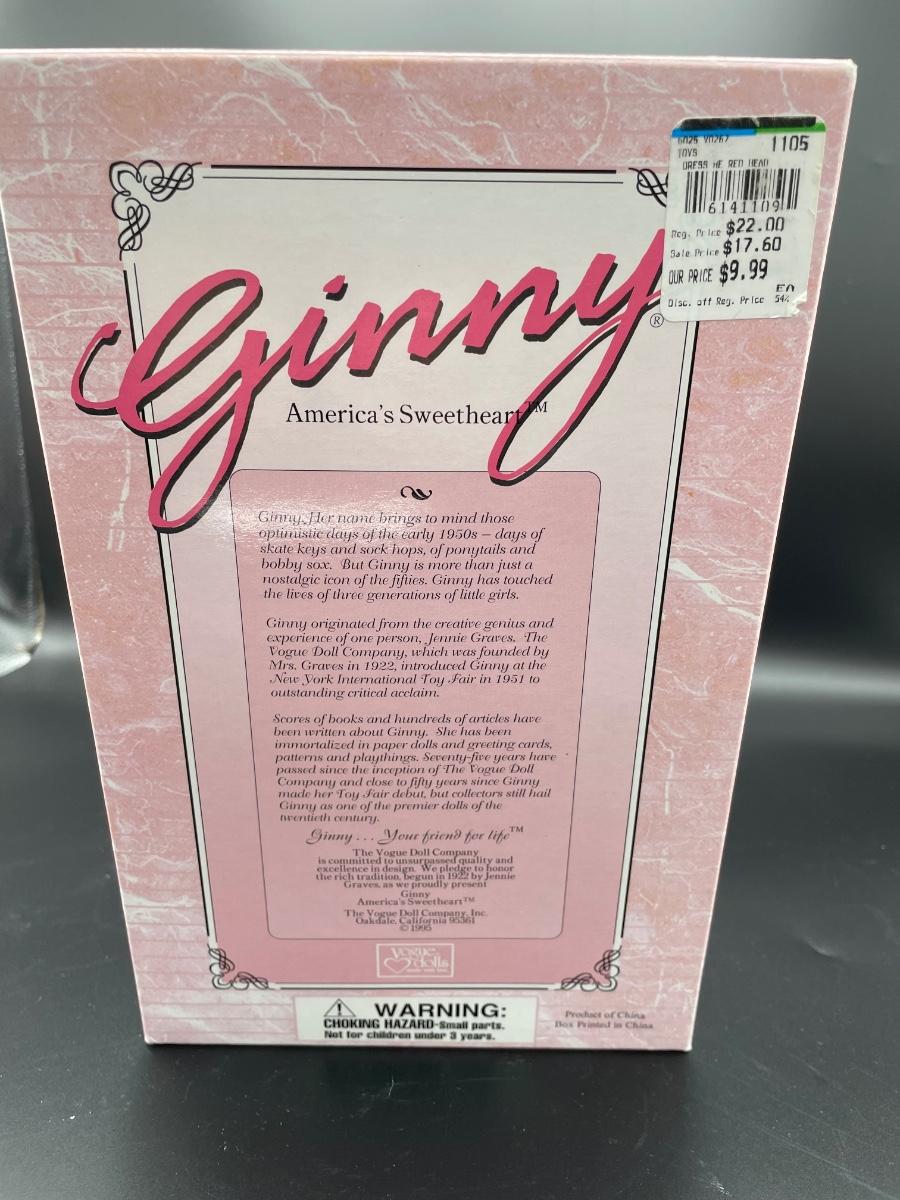 6025 V0267 1105
TOYS
DRESS ME RED HEAD
6141109
Reg. Price $22.00
Sale Price $17.60
OUR PRICE $9.99
EA
Disc. off Reg. Price 54%
Ginny®
America's Sweetheart™
Ginny. Her name brings to mind those
optimistic days of the early 1950s – days of
skate keys and sock hops, of ponytails and
bobby sox. But Ginny is more than just a
nostalgic icon of the fifties. Ginny has touched
the lives of three generations of little girls.
Ginny originated from the creative genius and
experience of one person, Jennie Graves. The
Vogue Doll Company, which was founded by
Mrs. Graves in 1922, introduced Ginny at the
New York International Toy Fair in 1951 to
outstanding critical acclaim.
Scores of books and hundreds of articles have
been written about Ginny. She has been
immortalized in paper dolls and greeting cards,
patterns and playthings. Seventy-five years have
passed since the inception of The Vogue Doll
Company and close to fifty years since Ginny
made her Toy Fair debut, but collectors still hail
Ginny as one of the premier dolls of the
twentieth century.
Ginny . . . Your friend for life™
The Vogue Doll Company
is committed to unsurpassed quality and
excellence in design. We pledge to honor
the rich tradition, begun in 1922 by Jennie
Graves, as we proudly present
Ginny
America's Sweetheart™
The Vogue Doll Company, Inc.
Oakdale, California 95361
© 1995
Vogue
dolls
WARNING:
CHOKING HAZARD-Small parts.
Not for children under 3 years.
Product of China
Box Printed in China